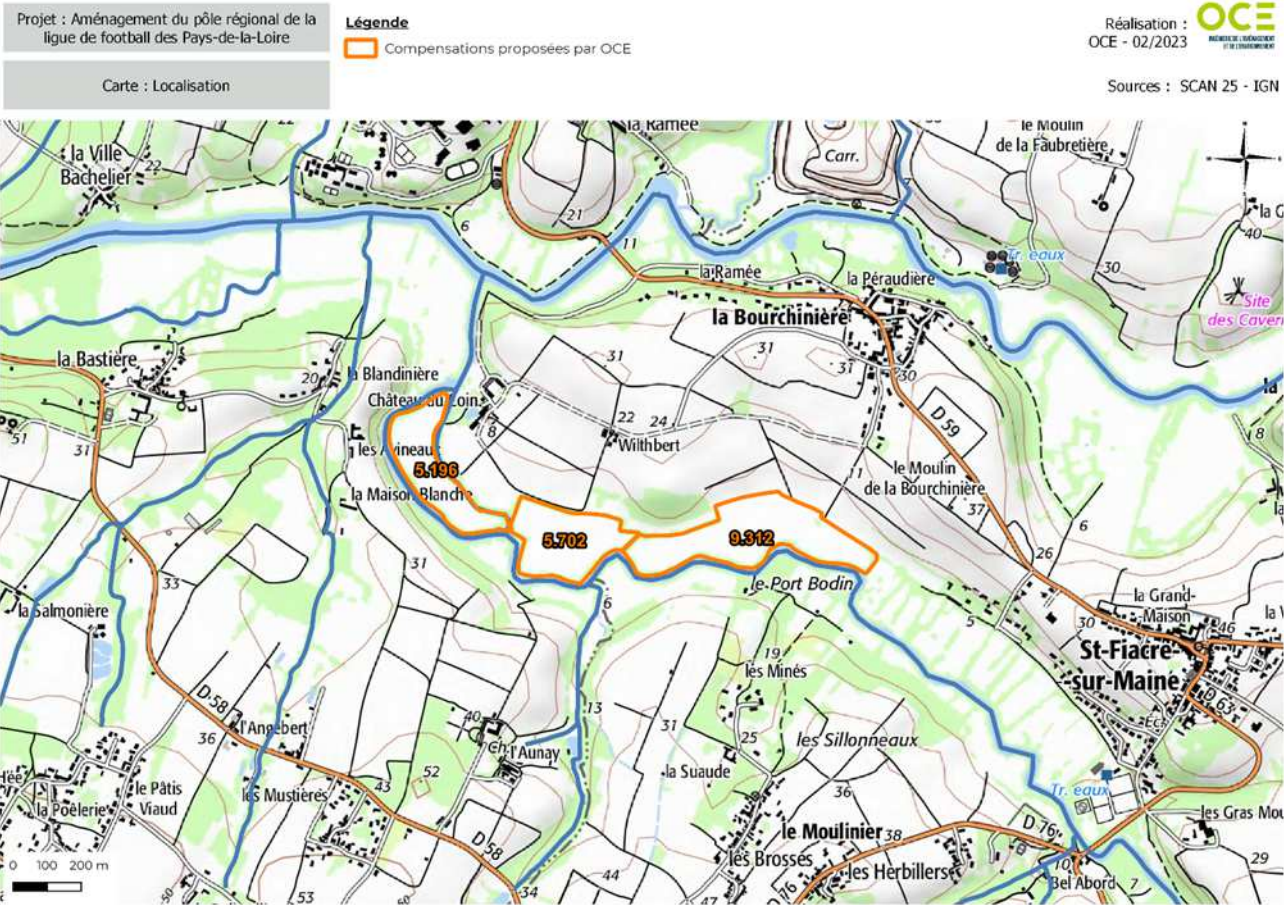 Projet : Aménagement du pôle régional de la
ligue de football des Pays-de-la-Loire
Carte : Localisation
Légende
Compensations proposées par OCE
Réalisation :
OCE - 02/2023
OCE
Sources : SCAN 25 - IGN
la Ramée
le Moulin
de la Faubretière
la Ville
Bachelier
22
Carr.
6
21
11
40
30
Tr. eaux
la Ramée
la Péraudière
Site
des Cavern
la Bourchinière
la Bastière
31
31
31
30
la Blandinière
20
Château du Loin
8
22
24
D 59
51
31
les Avineaux
Wilthbert
8
5.196
la Maison Blanche
11
le Moulin
de la Bourchinière
37
6
5.702
9.312
26
33
31
le Port Bodin
la Salmonière
6
la Grand-
Maison
5
30
46
St-Fiacre-
-sur-Maine
19
les Minés
D 58
D 63
l'Angebert
36
40
13
31
Ch.
l'Aunay
25
les Sillonneaux
Éc.
52
la Suaude
Tr. eaux
le Pâtis
Viaud
la Poëlerie
les Mustières
43
36
les Gras Mou
D 58
le Moulinier
38
D 76
les Brosses
les Herbillers
29
0 100 200 m
10
Bel Abord
7
53
34
44
47
D 76
50